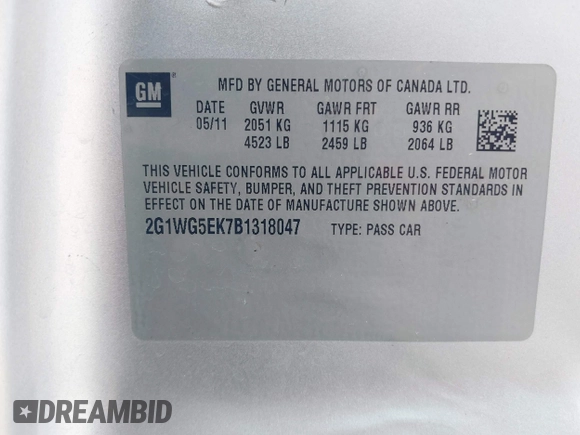 GM
MFD BY GENERAL MOTORS OF CANADA LTD.
DATE GVWR GAWR FRT GAWR RR
05/11 2051 KG 1115 KG 936 KG
4523 LB 2459 LB 2064 LB
THIS VEHICLE CONFORMS TO ALL APPLICABLE U.S. FEDERAL MOTOR
VEHICLE SAFETY, BUMPER, AND THEFT PREVENTION STANDARDS IN
EFFECT ON THE DATE OF MANUFACTURE SHOWN ABOVE.
2G1WG5EK7B1318047 TYPE: PASS CAR
DREAMBID